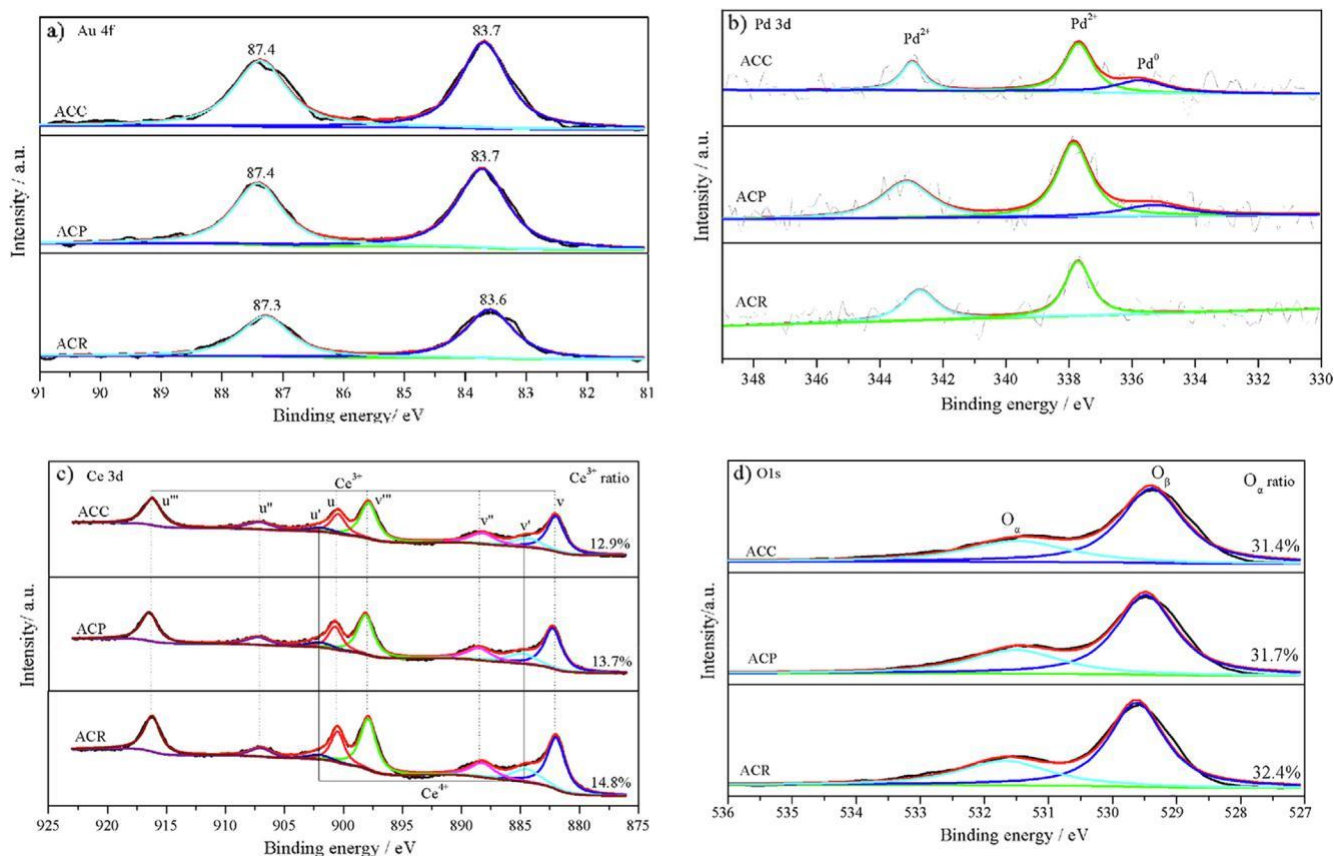 a) Au 4f
87.4
83.7
ACC
87.4
83.7
ACP
87.3
83.6
ACR
Intensity / a.u.
91 90 89 88 87 86 85 84 83 82 81
Binding energy/ eV
b) Pd 3d
Pd²⁺
Pd²⁺
Pd⁰
ACC
ACP
ACR
Intensity / a.u.
348 346 344 342 340 338 336 334 332 330
Binding energy / eV
c) Ce 3d
Ce³⁺
Ce³⁺ ratio
u''' u'' u' u v''' v'' v' v
ACC
12.9%
ACP
13.7%
ACR
14.8%
Ce⁴⁺
Intensity/ a.u.
925 920 915 910 905 900 895 890 885 880 875
Binding energy / eV
d) O1s
Oα
Oβ
Oα ratio
ACC
31.4%
ACP
31.7%
ACR
32.4%
Intensity/a.u.
536 535 534 533 532 531 530 529 528 527
Binding energy / eV